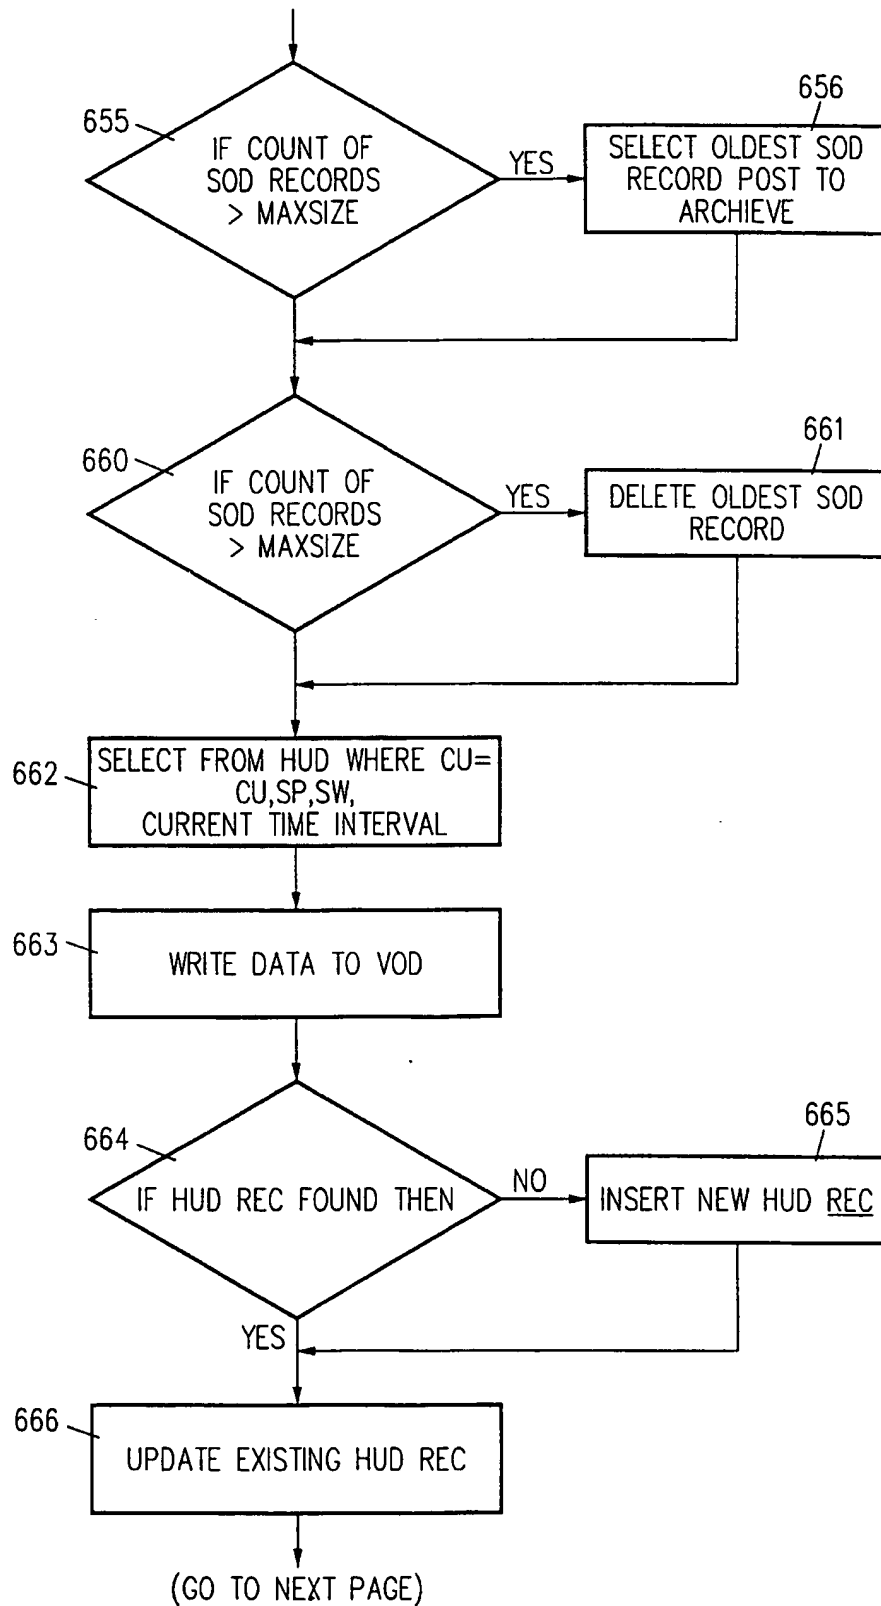 655
IF COUNT OF
SOD RECORDS
> MAXSIZE
YES
656
SELECT OLDEST SOD
RECORD POST TO
ARCHIEVE
660
IF COUNT OF
SOD RECORDS
> MAXSIZE
YES
661
DELETE OLDEST SOD
RECORD
662
SELECT FROM HUD WHERE CU=
CU,SP,SW,
CURRENT TIME INTERVAL
663
WRITE DATA TO VOD
664
IF HUD REC FOUND THEN
NO
665
INSERT NEW HUD REC
YES
666
UPDATE EXISTING HUD REC
(GO TO NEXT PAGE)